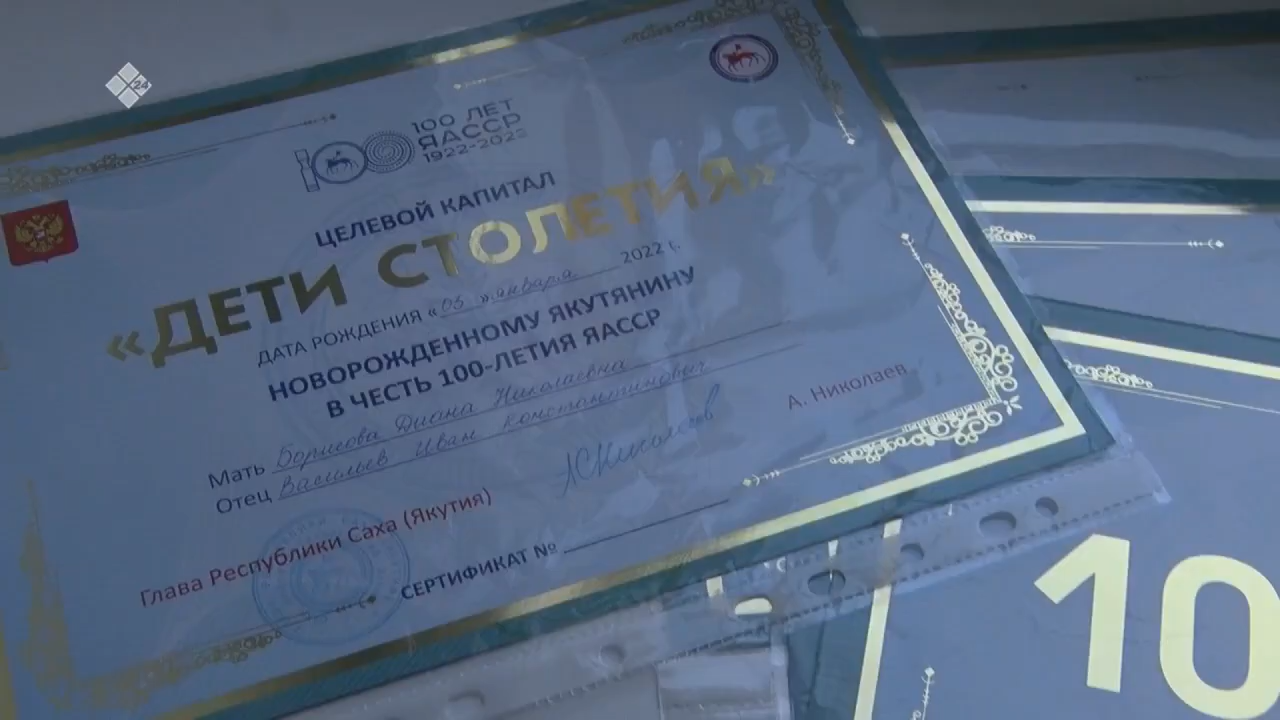 24
100 ЛЕТ
ЯАССР
1922-2022
ЦЕЛЕВОЙ КАПИТАЛ
«ДЕТИ СТОЛЕТИЯ»
ДАТА РОЖДЕНИЯ «05» января 2022 г.
НОВОРОЖДЕННОМУ ЯКУТЯНИНУ
В ЧЕСТЬ 100-ЛЕТИЯ ЯАССР
Мать Борисова Диана Николаевна
Отец Васильев Иван Константинович
Глава Республики Саха (Якутия)
А. Николаев
СЕРТИФИКАТ №
10